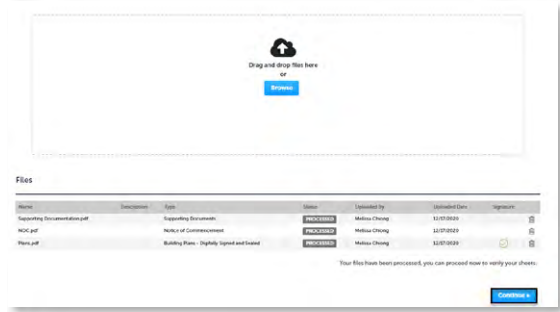 Drag and drop files here
or
Browse
Files
Name Description Type Status Uploaded by Uploaded Date Signature
Supporting Documentation.pdf Supporting Documents PROCESSED Melissa Cheong 12/07/2020
NOC.pdf Notice of Commencement PROCESSED Melissa Cheong 12/07/2020
Plans.pdf Building Plans - Digitally Signed and Sealed PROCESSED Melissa Cheong 12/07/2020
Your files have been processed, you can proceed now to verify your sheets.
Continue »